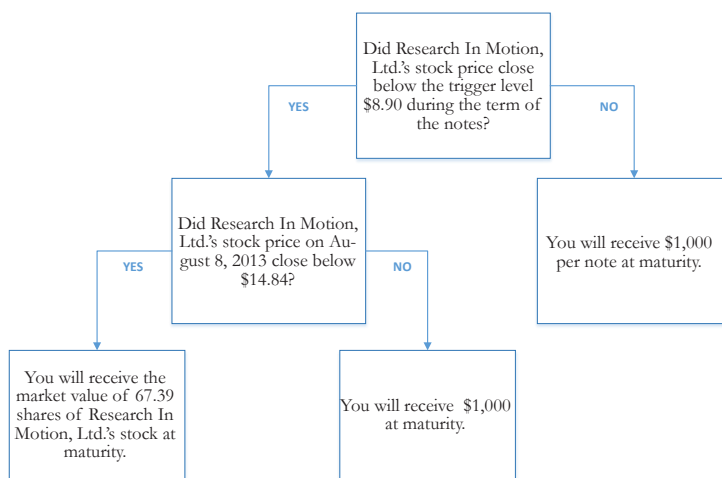 Did Research In Motion,
Ltd.'s stock price close
below the trigger level
$8.90 during the term of
the notes?
YES
NO
Did Research In Motion,
Ltd.'s stock price on Au-
gust 8, 2013 close below
$14.84?
You will receive $1,000
per note at maturity.
YES
NO
You will receive the
market value of 67.39
shares of Research In
Motion, Ltd.'s stock at
maturity.
You will receive $1,000
at maturity.